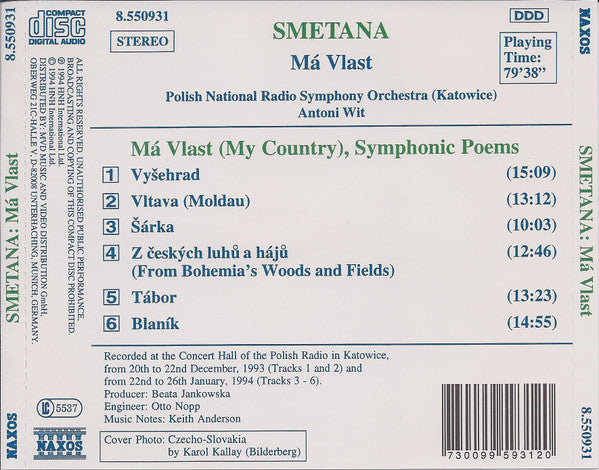 8.550931
COMPACT
disc
DIGITAL AUDIO
8.550931
STEREO
SMETANA
Má Vlast
Polish National Radio Symphony Orchestra (Katowice)
Antoni Wit
DDD
Playing
Time:
79'38"
Má Vlast (My Country), Symphonic Poems
1 Vyšehrad (15:09)
2 Vltava (Moldau) (13:12)
3 Šárka (10:03)
4 Z českých luhů a hájů (12:46)
(From Bohemia's Woods and Fields)
5 Tábor (13:23)
6 Blaník (14:55)
Recorded at the Concert Hall of the Polish Radio in Katowice,
from 20th to 22nd December, 1993 (Tracks 1 and 2) and from
22nd to 26th January, 1994 (Tracks 3 - 6).
Producer: Beata Jankowska
Engineer: Otto Nopp
Music Notes: Keith Anderson
Cover Photo: Czecho-Slovakia
by Karol Kallay (Bilderberg)
7 30099 59312 0
ALL RIGHTS RESERVED. UNAUTHORISED PUBLIC PERFORMANCE,
BROADCASTING AND COPYING OF THIS COMPACT DISC PROHIBITED.
℗ 1994 HNH International Ltd.
© 1994 HNH International Ltd.
DISTRIBUTED BY: MVD MUSIC AND VIDEO DISTRIBUTION GmbH,
OBERWEG 21C-HALLE V, D-82008 UNTERHACHING, MUNICH, GERMANY.
LC 5537
NAXOS
SMETANA: Má Vlast
NAXOS
NAXOS
SMETANA: Má Vlast
8.550931
NAXOS